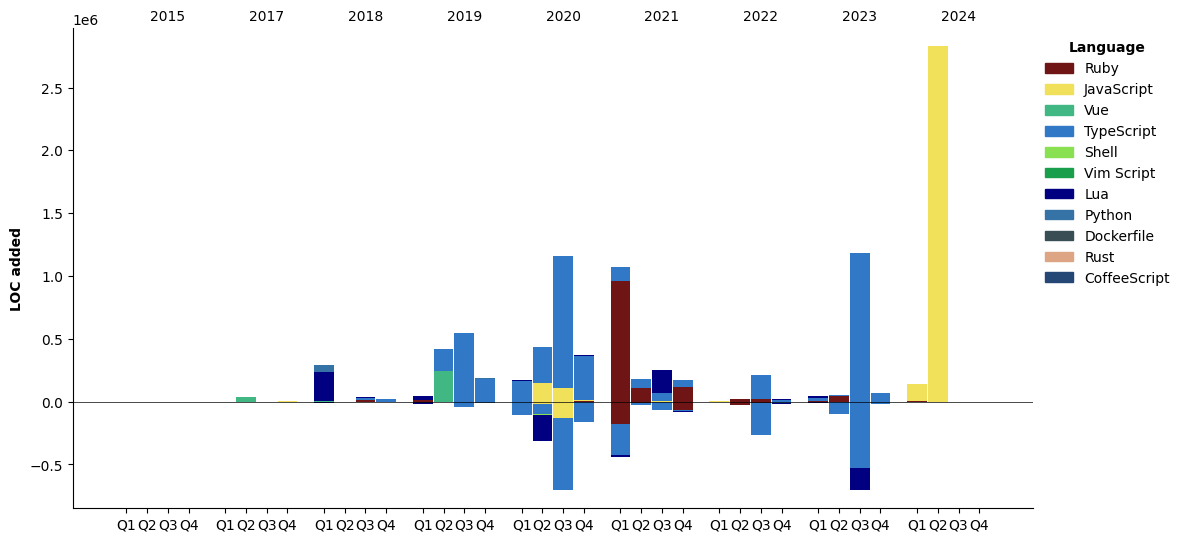 1e6
2015 2017 2018 2019 2020 2021 2022 2023 2024
LOC added
2.5
2.0
1.5
1.0
0.5
0.0
−0.5
Q1 Q2 Q3 Q4 Q1 Q2 Q3 Q4 Q1 Q2 Q3 Q4 Q1 Q2 Q3 Q4 Q1 Q2 Q3 Q4 Q1 Q2 Q3 Q4 Q1 Q2 Q3 Q4 Q1 Q2 Q3 Q4 Q1 Q2 Q3 Q4
Language
Ruby
JavaScript
Vue
TypeScript
Shell
Vim Script
Lua
Python
Dockerfile
Rust
CoffeeScript